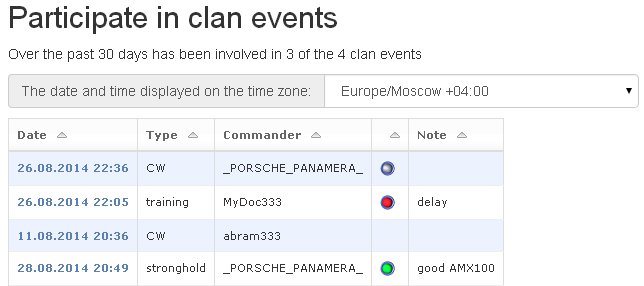 Participate in clan events
Over the past 30 days has been involved in 3 of the 4 clan events
The date and time displayed on the time zone: Europe/Moscow +04:00
Date Type Commander Note
26.08.2014 22:36 CW _PORSCHE_PANAMERA_
26.08.2014 22:05 training MyDoc333 delay
11.08.2014 20:36 CW abram333
28.08.2014 20:49 stronghold _PORSCHE_PANAMERA_ good AMX100